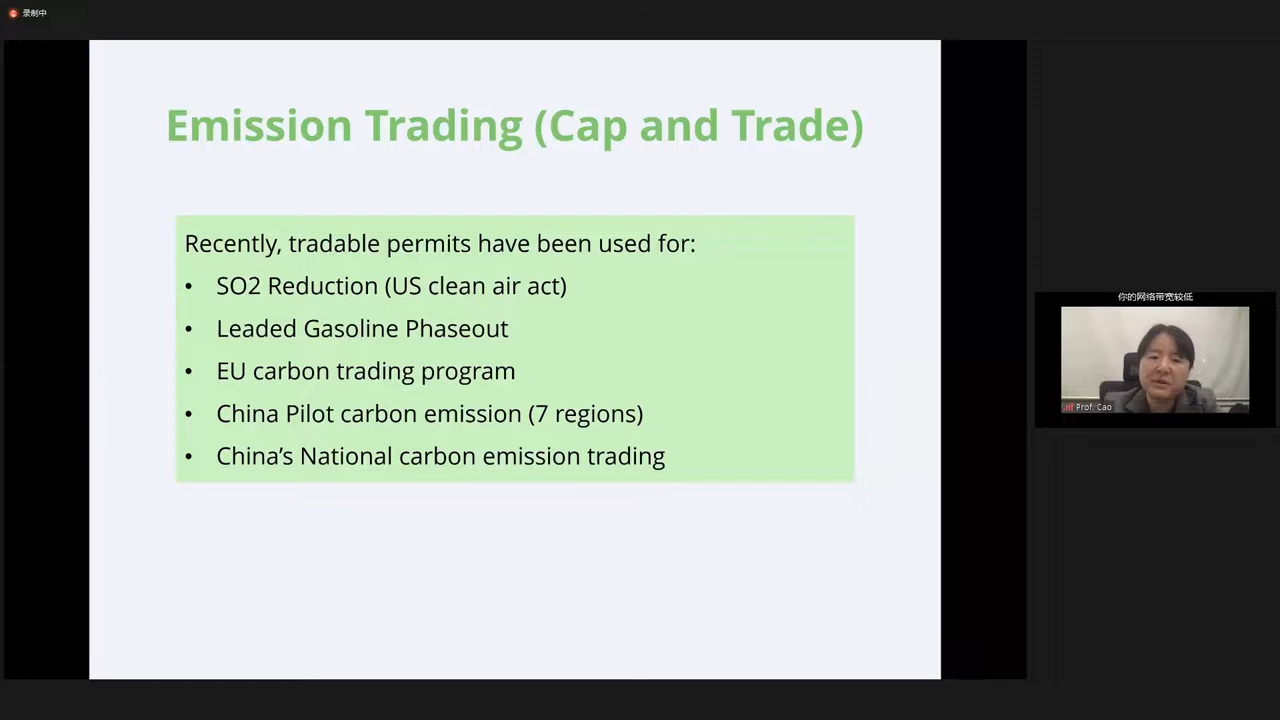 录制中
Emission Trading (Cap and Trade)
Recently, tradable permits have been used for:
• SO2 Reduction (US clean air act)
• Leaded Gasoline Phaseout
• EU carbon trading program
• China Pilot carbon emission (7 regions)
• China’s National carbon emission trading
你的网络带宽较低
Prof. Cao